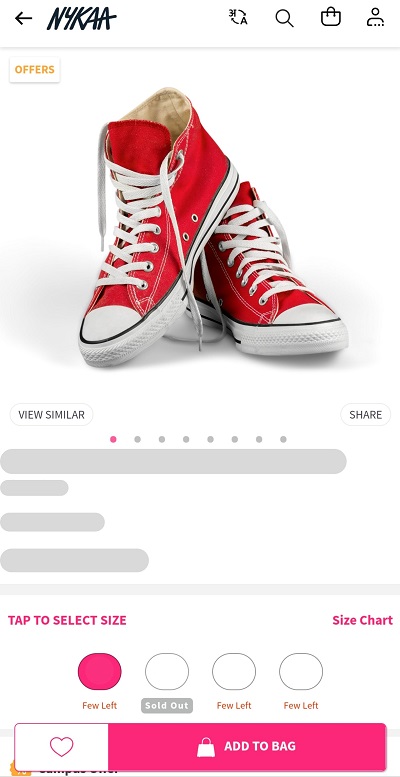 NYKAA
अ A
OFFERS
VIEW SIMILAR
SHARE
TAP TO SELECT SIZE
Size Chart
Few Left
Sold Out
Few Left
Few Left
ADD TO BAG